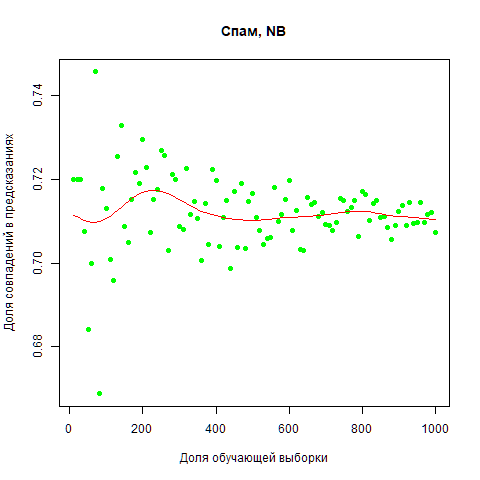 Спам, NB
Доля совпадений в предсказаниях
0.74
0.72
0.70
0.68
0 200 400 600 800 1000
Доля обучающей выборки